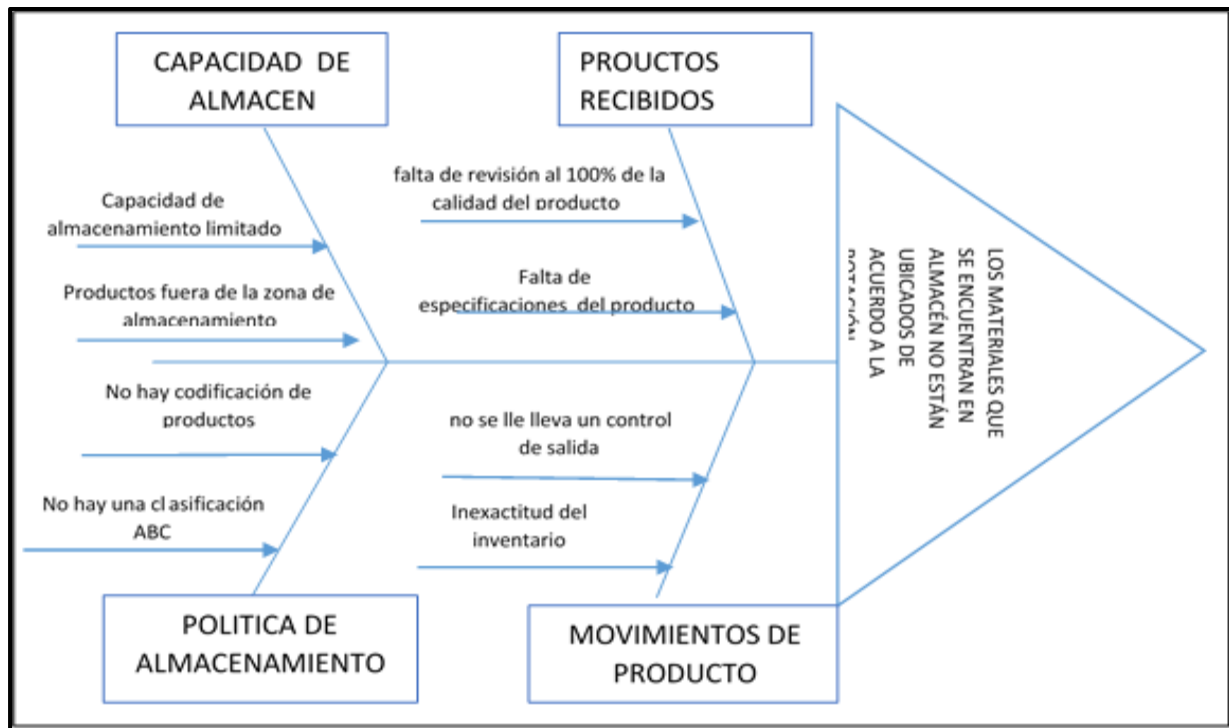 CAPACIDAD DE
ALMACEN
PROUCTOS
RECIBIDOS
Capacidad de
almacenamiento limitado
Productos fuera de la zona de
almacenamiento
falta de revisión al 100% de la
calidad del producto
Falta de
especificaciones del producto
No hay codificación de
productos
No hay una cl asificación
ABC
no se lle lleva un control
de salida
Inexactitud del
inventario
POLITICA DE
ALMACENAMIENTO
MOVIMIENTOS DE
PRODUCTO
LOS MATERIALES QUE
SE ENCUENTRAN EN
ALMACÉN NO ESTÁN
UBICADOS DE
ACUERDO A LA
ROTACIÓN